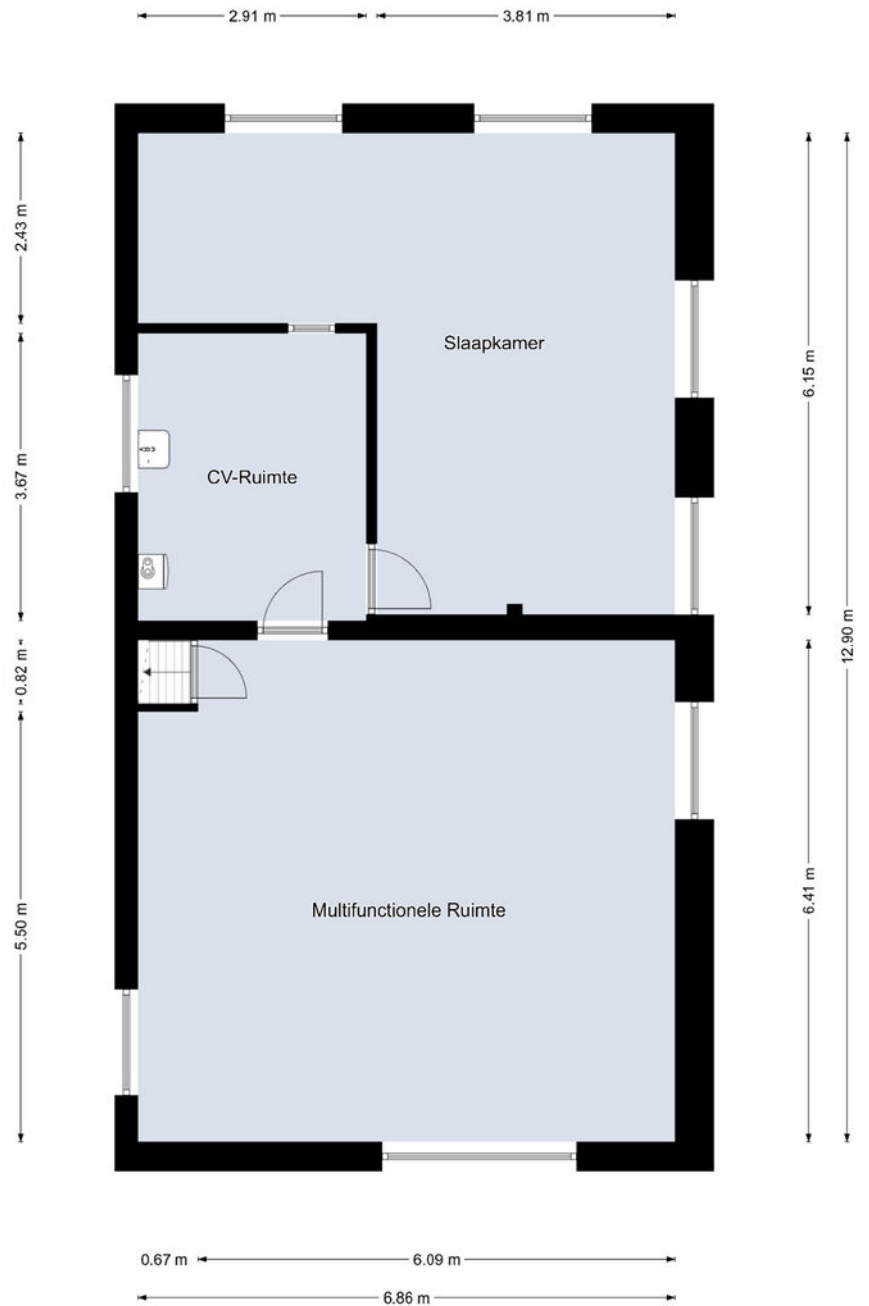 2.91 m
3.81 m
2.43 m
Slaapkamer
6.15 m
CV-Ruimte
3.67 m
12.90 m
0.82 m
6.41 m
Multifunctionele Ruimte
5.50 m
0.67 m
6.09 m
6.86 m